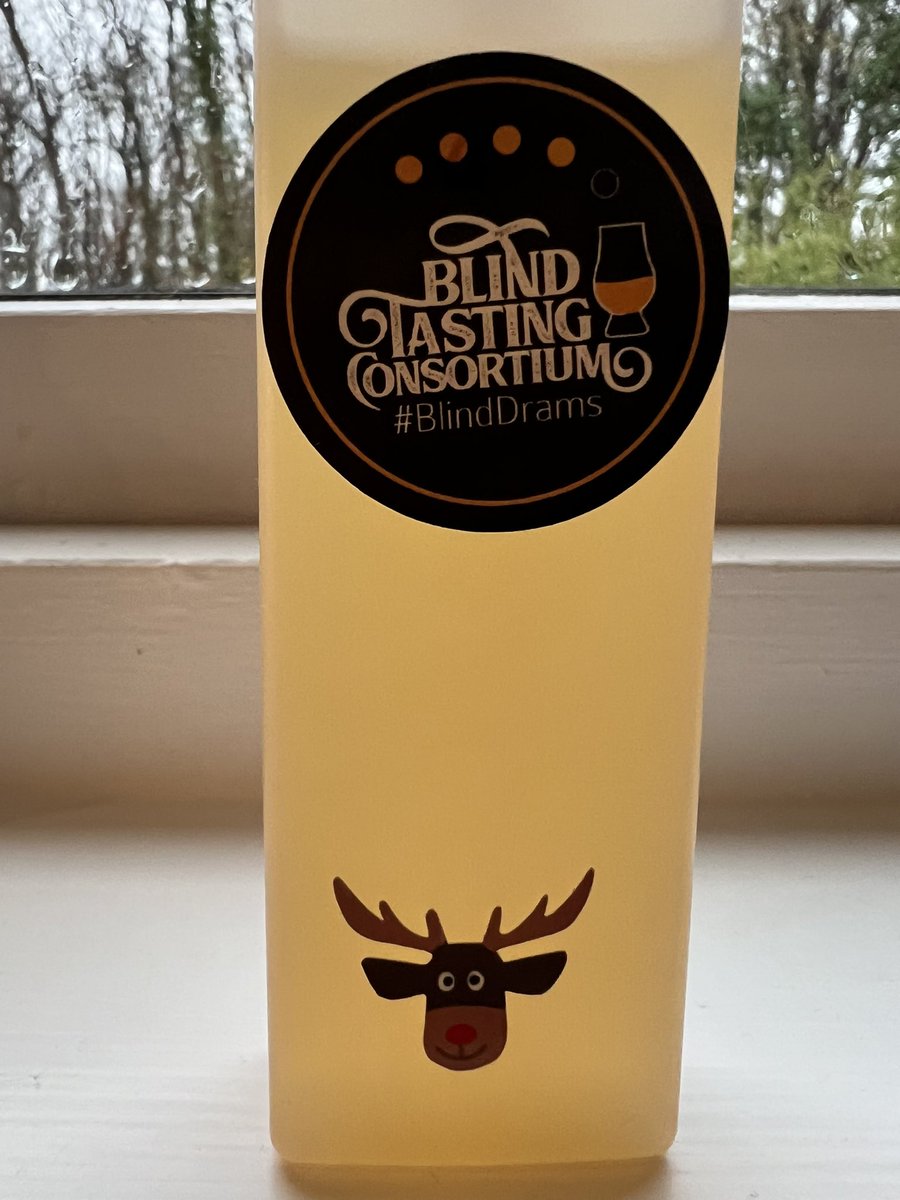 BLIND
TASTING
CONSORTIUM
#BlindDrams